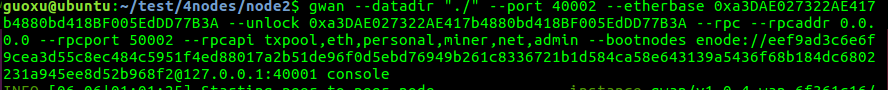 guoxu@ubuntu:~/test/4nodes/node2$ gwan --datadir "./" --port 40002 --etherbase 0xa3DAE027322AE417
b4880bd418BF005EdDD77B3A --unlock 0xa3DAE027322AE417b4880bd418BF005EdDD77B3A --rpc --rpcaddr 0.0.
0.0 --rpcport 50002 --rpcapi txpool,eth,personal,miner,net,admin --bootnodes enode://eef9ad3c6e6f
9cea3d55c8ec484c5951f4ed88017a2b51de96f0d5ebd76949b261c8336721b1d584ca58e643139a5436f68b184dc6802
231a945ee8d52b968f2@127.0.0.1:40001 console